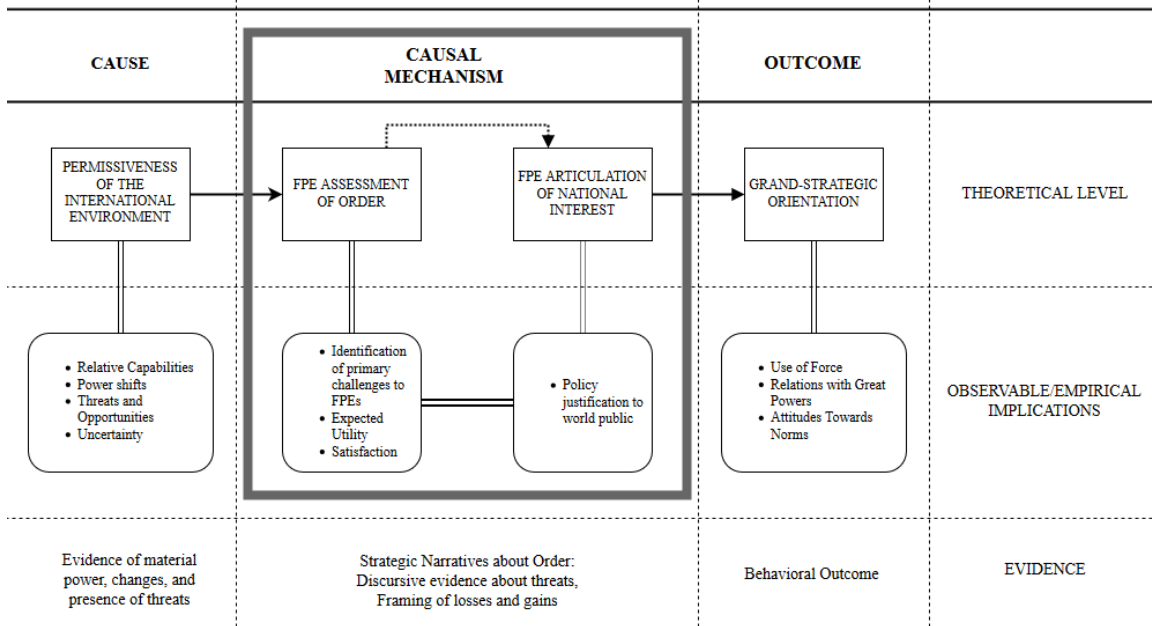 CAUSE
CAUSAL
MECHANISM
OUTCOME
PERMISSIVENESS
OF THE
INTERNATIONAL
ENVIRONMENT
FPE ASSESSMENT
OF ORDER
FPE ARTICULATION
OF NATIONAL
INTEREST
GRAND-STRATEGIC
ORIENTATION
THEORETICAL LEVEL
• Relative Capabilities
• Power shifts
• Threats and
Opportunities
• Uncertainty
• Identification
of primary
challenges to
FPEs
• Expected
Utility
• Satisfaction
• Policy
justification to
world public
• Use of Force
• Relations with Great
Powers
• Attitudes Towards
Norms
OBSERVABLE/EMPIRICAL
IMPLICATIONS
Evidence of material
power, changes, and
presence of threats
Strategic Narratives about Order:
Discursive evidence about threats,
Framing of losses and gains
Behavioral Outcome
EVIDENCE